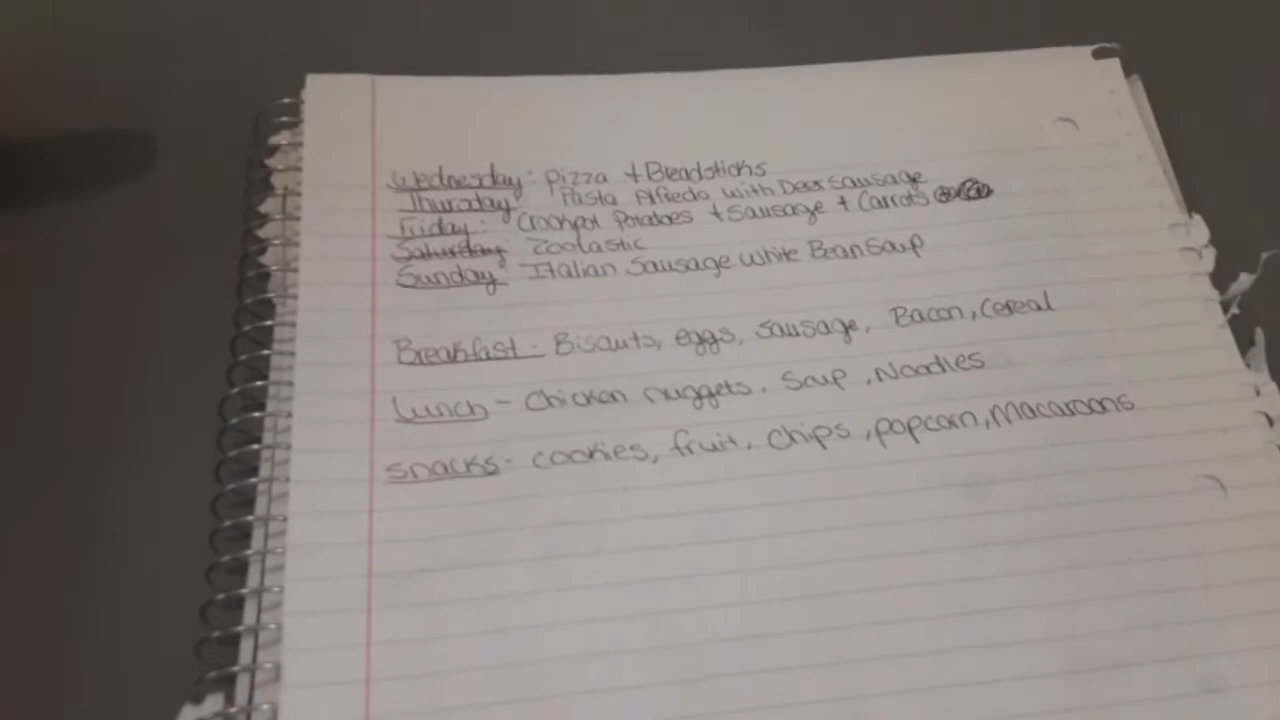 Wednesday: Pizza + Breadsticks
Thursday: Pasta Alfredo with Deer Sausage
Friday: Crockpot Potatoes + Sausage + Carrots
Saturday: Zootastic
Sunday: Italian Sausage White Bean Soup
Breakfast - Biscuits, eggs, Sausage, Bacon, Cereal
Lunch - Chicken nuggets, Soup, Noodles
Snacks - cookies, fruit, chips, popcorn, Macaroons